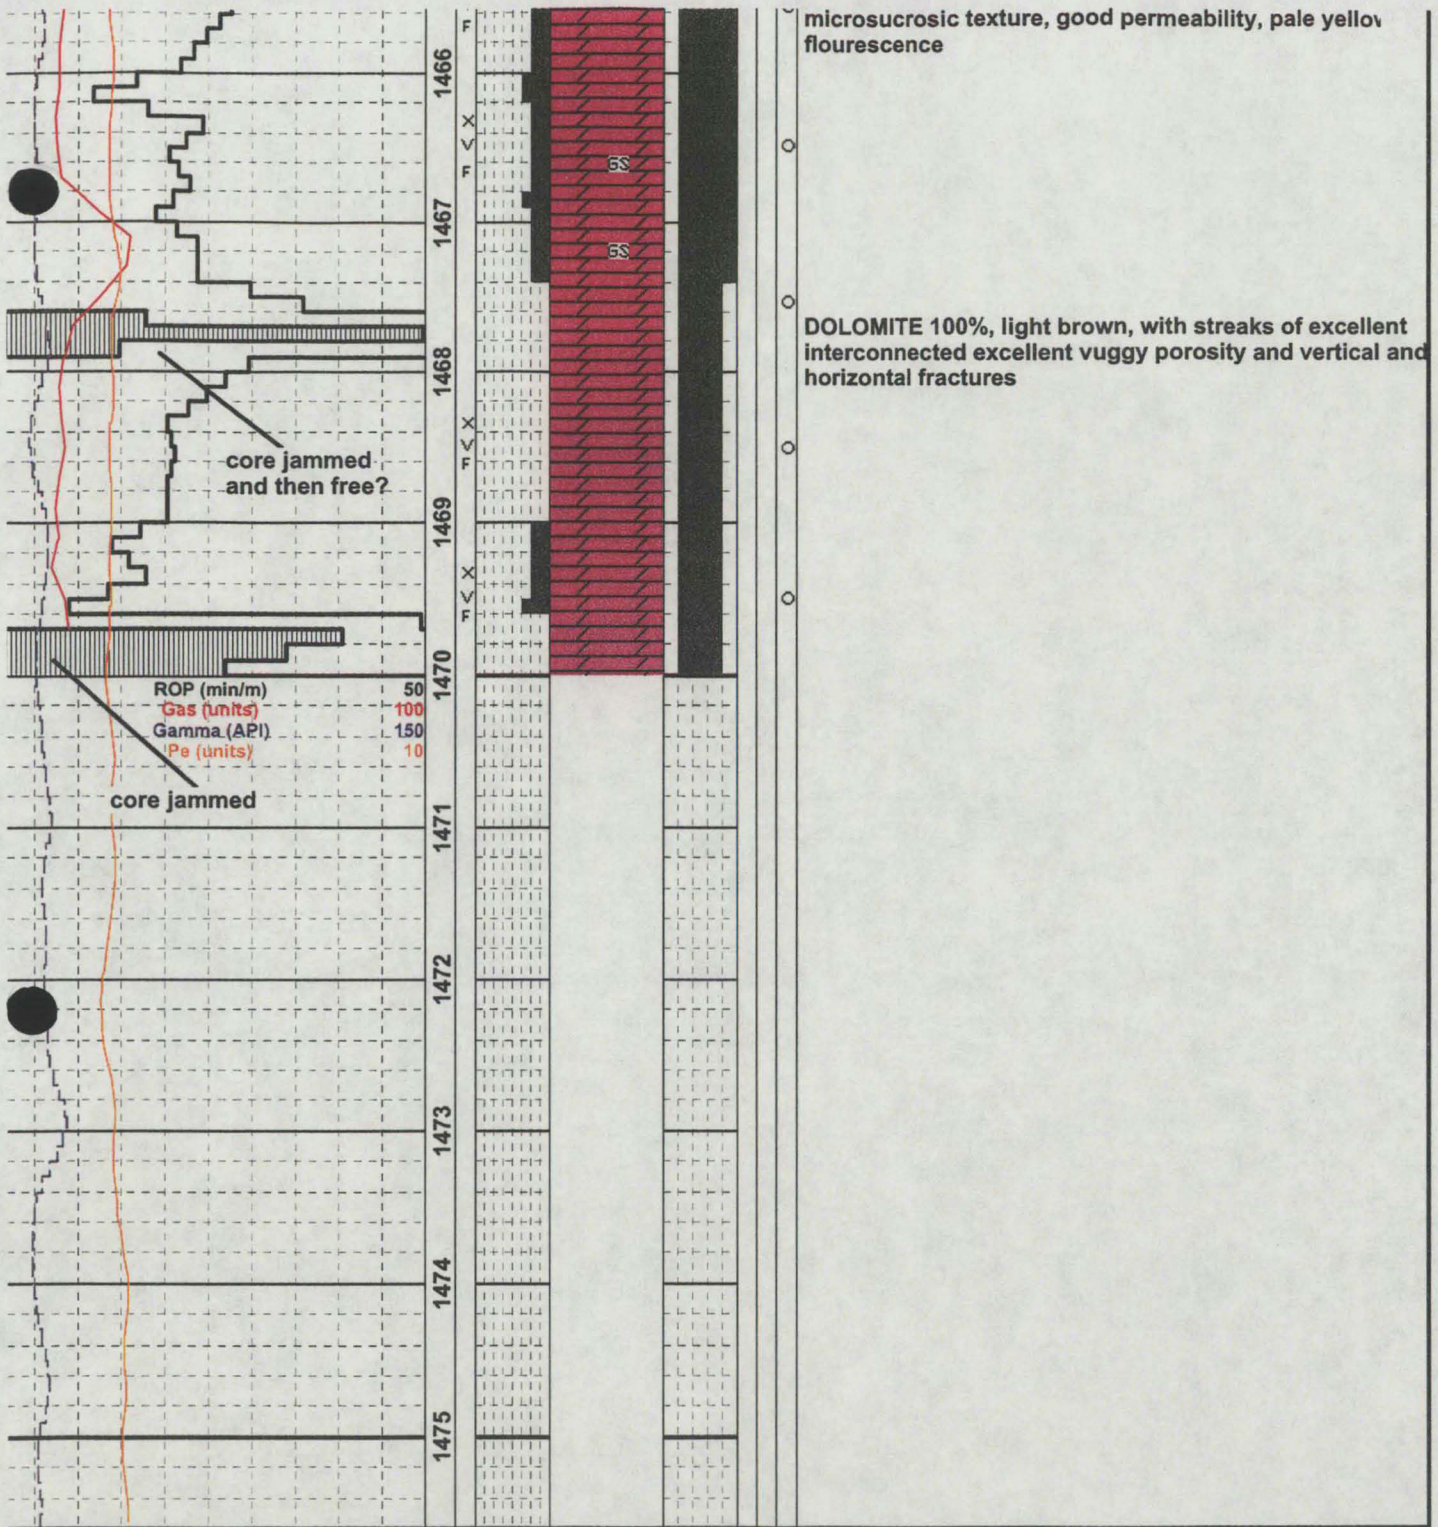 microsucrosic texture, good permeability, pale yellow
flourescence
F
1466
X
V
F
GS
1467
GS
DOLOMITE 100%, light brown, with streaks of excellent
interconnected excellent vuggy porosity and vertical and
horizontal fractures
1468
core jammed
and then free?
X
V
F
1469
X
V
F
1470
ROP (min/m) 50
Gas (units) 100
Gamma (API) 150
Pe (units) 10
core jammed
1471
1472
1473
1474
1475